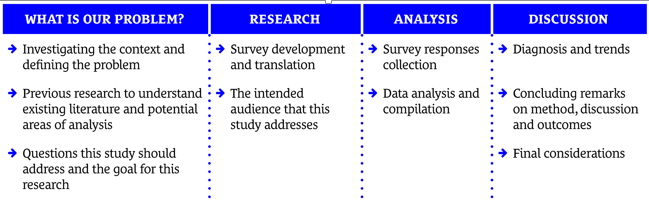 WHAT IS OUR PROBLEM?
→ Investigating the context and
defining the problem
→ Previous research to understand
existing literature and potential
areas of analysis
→ Questions this study should
address and the goal for this
research
RESEARCH
→ Survey development
and translation
→ The intended
audience that this
study addresses
ANALYSIS
→ Survey responses
collection
→ Data analysis and
compilation
DISCUSSION
→ Diagnosis and trends
→ Concluding remarks
on method, discussion
and outcomes
→ Final considerations